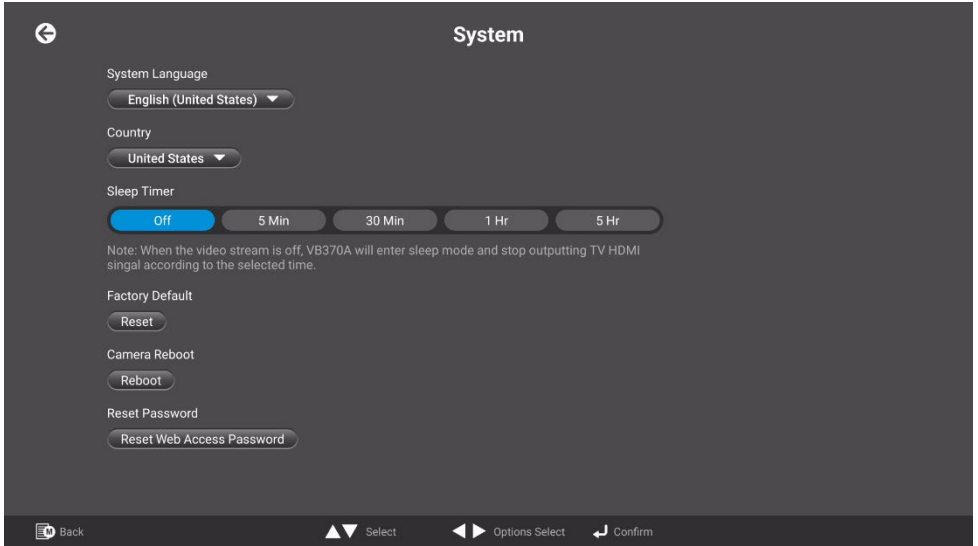 System
System Language
English (United States)
Country
United States
Sleep Timer
Off 5 Min 30 Min 1 Hr 5 Hr
Note: When the video stream is off, VB370A will enter sleep mode and stop outputting TV HDMI
singal according to the selected time.
Factory Default
Reset
Camera Reboot
Reboot
Reset Password
Reset Web Access Password
M Back Select Options Select Confirm